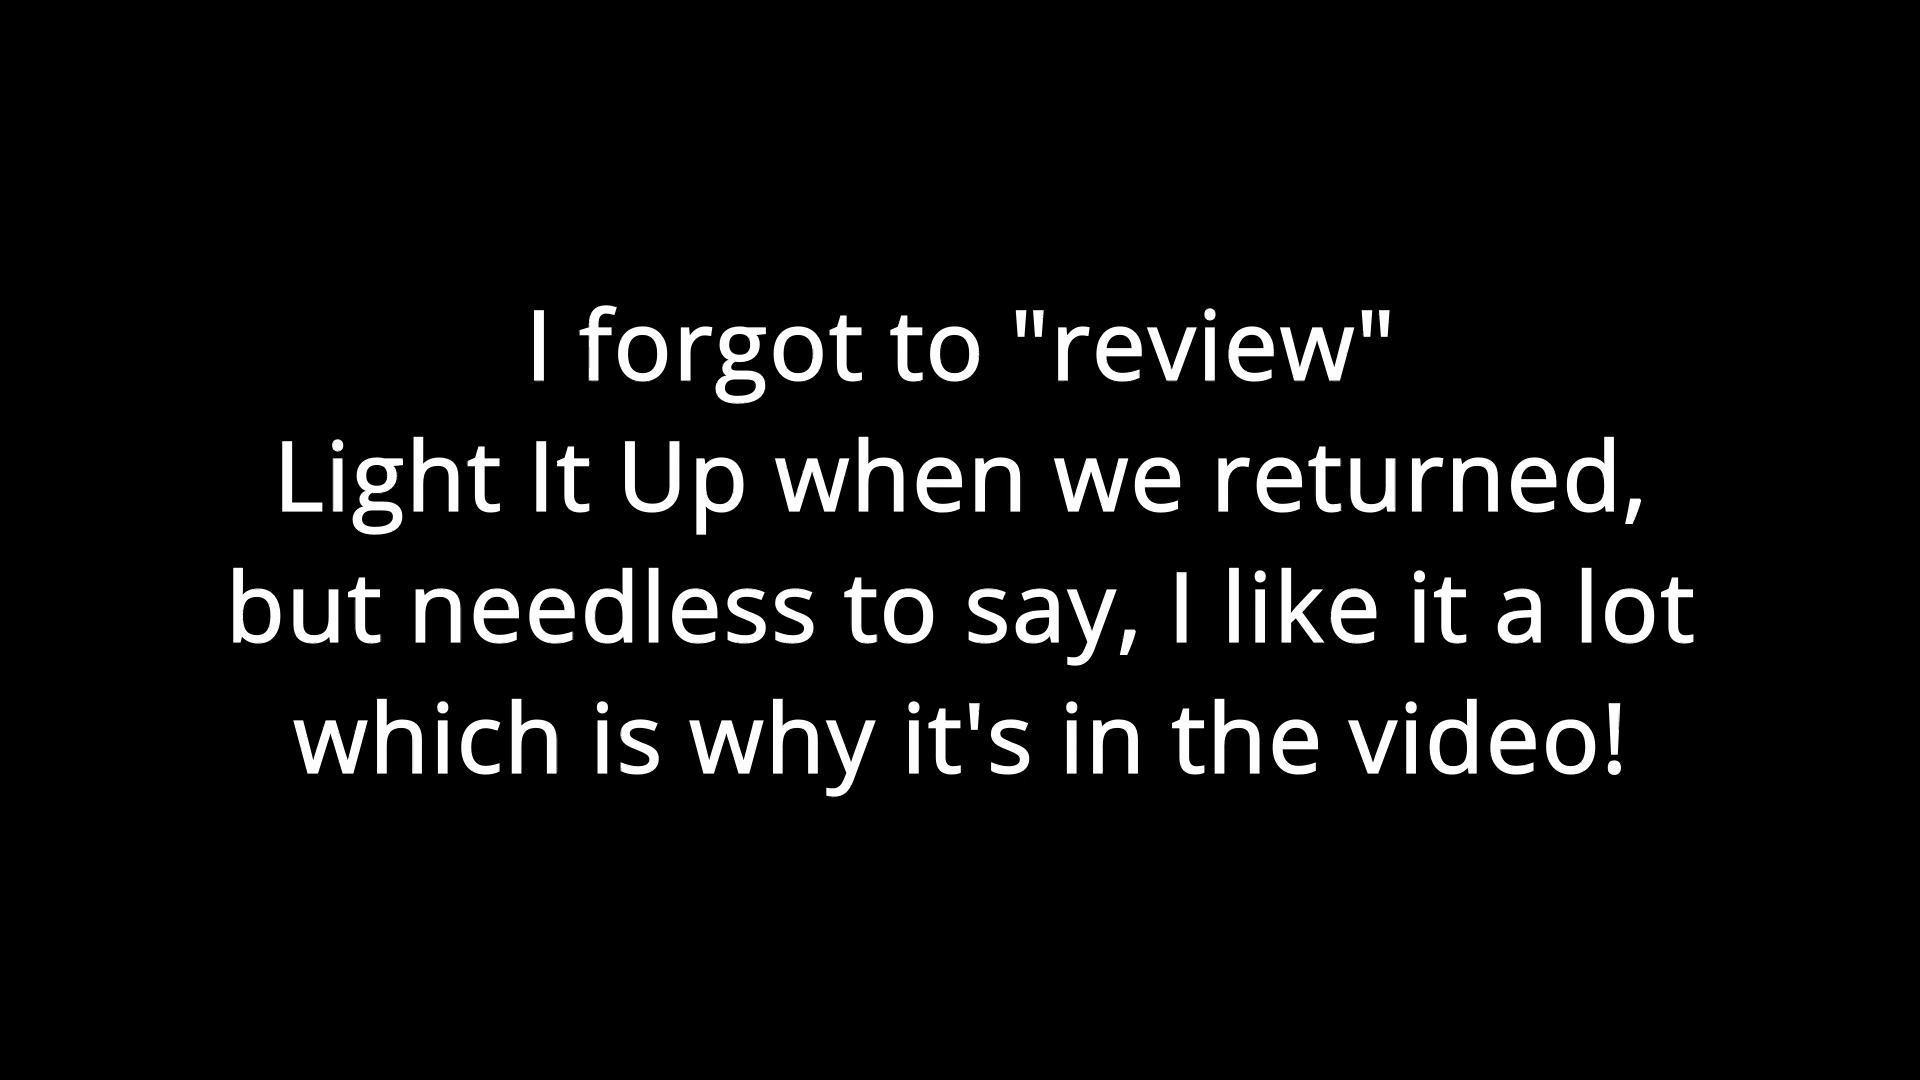 I forgot to "review"
Light It Up when we returned,
but needless to say, I like it a lot
which is why it's in the video!